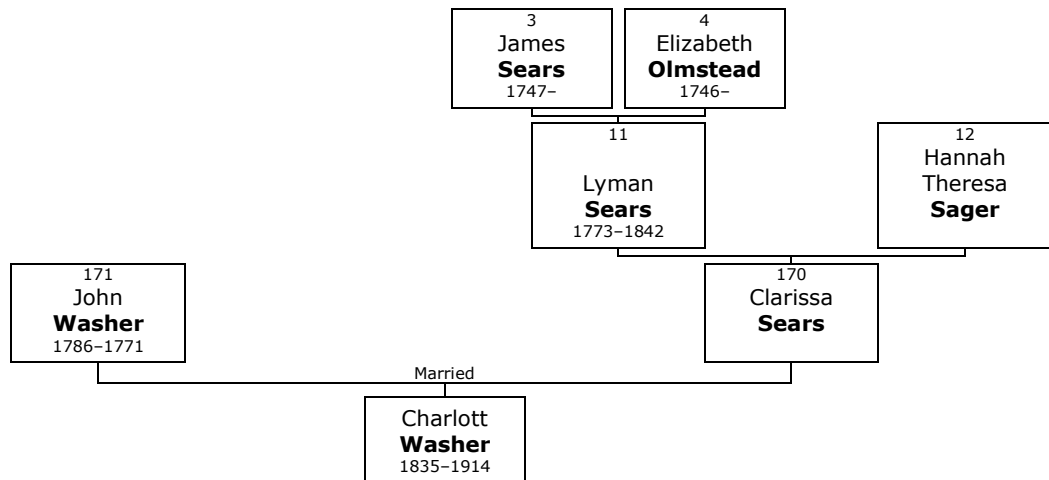 3
James
Sears
1747–
4
Elizabeth
Olmstead
1746–
11
Lyman
Sears
1773–1842
12
Hannah
Theresa
Sager
171
John
Washer
1786–1771
170
Clarissa
Sears
Married
Charlott
Washer
1835–1914